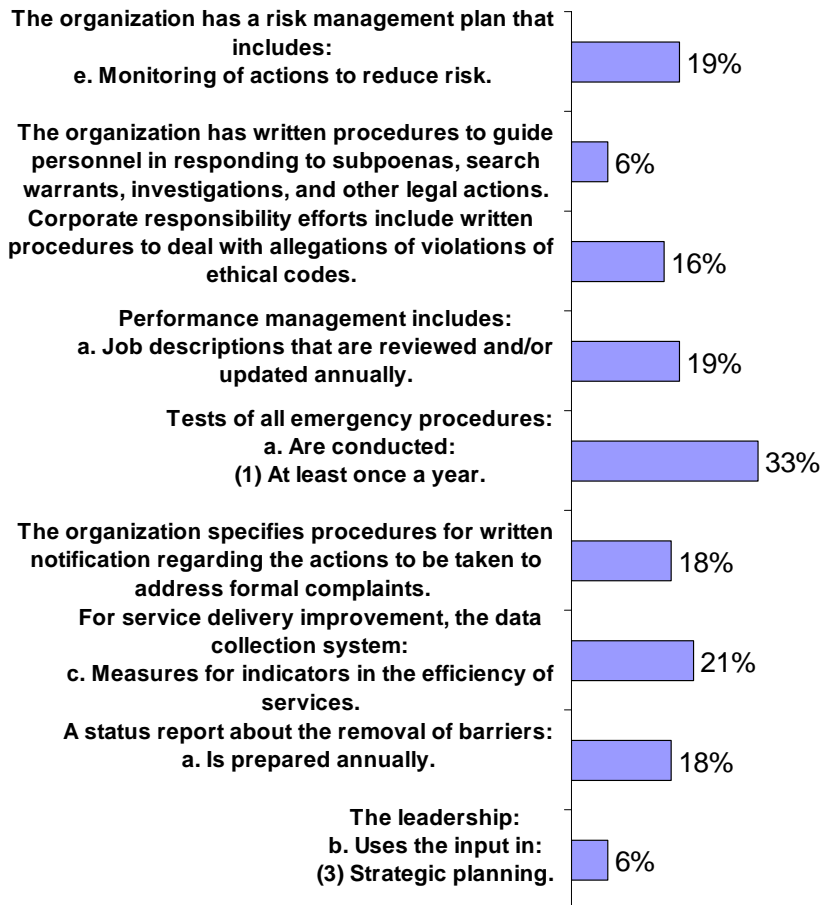 The organization has a risk management plan that
includes:
e. Monitoring of actions to reduce risk.
19%
The organization has written procedures to guide
personnel in responding to subpoenas, search
warrants, investigations, and other legal actions.
6%
Corporate responsibility efforts include written
procedures to deal with allegations of violations of
ethical codes.
16%
Performance management includes:
a. Job descriptions that are reviewed and/or
updated annually.
19%
Tests of all emergency procedures:
a. Are conducted:
(1) At least once a year.
33%
The organization specifies procedures for written
notification regarding the actions to be taken to
address formal complaints.
18%
For service delivery improvement, the data
collection system:
c. Measures for indicators in the efficiency of
services.
21%
A status report about the removal of barriers:
a. Is prepared annually.
18%
The leadership:
b. Uses the input in:
(3) Strategic planning.
6%